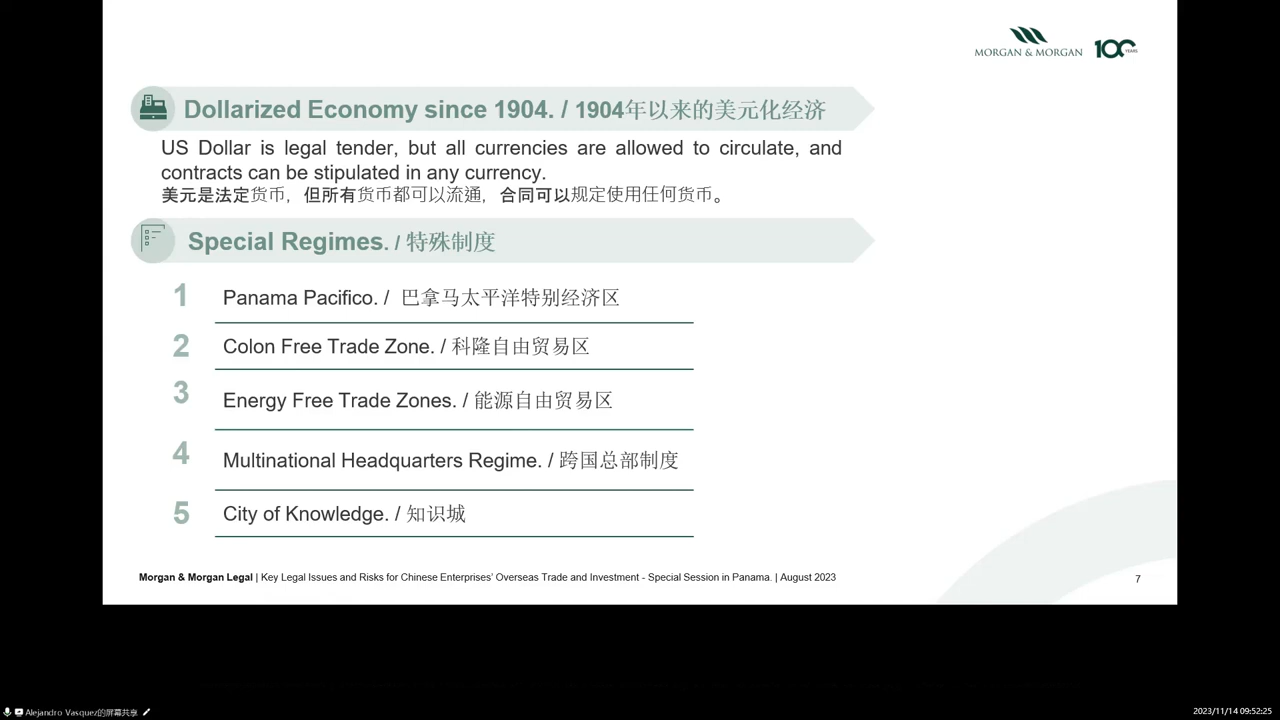 MORGAN & MORGAN 100 YEARS
Dollarized Economy since 1904. / 1904年以来的美元化经济
US Dollar is legal tender, but all currencies are allowed to circulate, and
contracts can be stipulated in any currency.
美元是法定货币，但所有货币都可以流通，合同可以规定使用任何货币。
Special Regimes. / 特殊制度
1 Panama Pacifico. / 巴拿马太平洋特别经济区
2 Colon Free Trade Zone. / 科隆自由贸易区
3 Energy Free Trade Zones. / 能源自由贸易区
4 Multinational Headquarters Regime. / 跨国总部制度
5 City of Knowledge. / 知识城
Morgan & Morgan Legal | Key Legal Issues and Risks for Chinese Enterprises' Overseas Trade and Investment - Special Session in Panama. | August 2023
7
Alejandro Vasquez的屏幕共享
2023/11/14 09:52:25